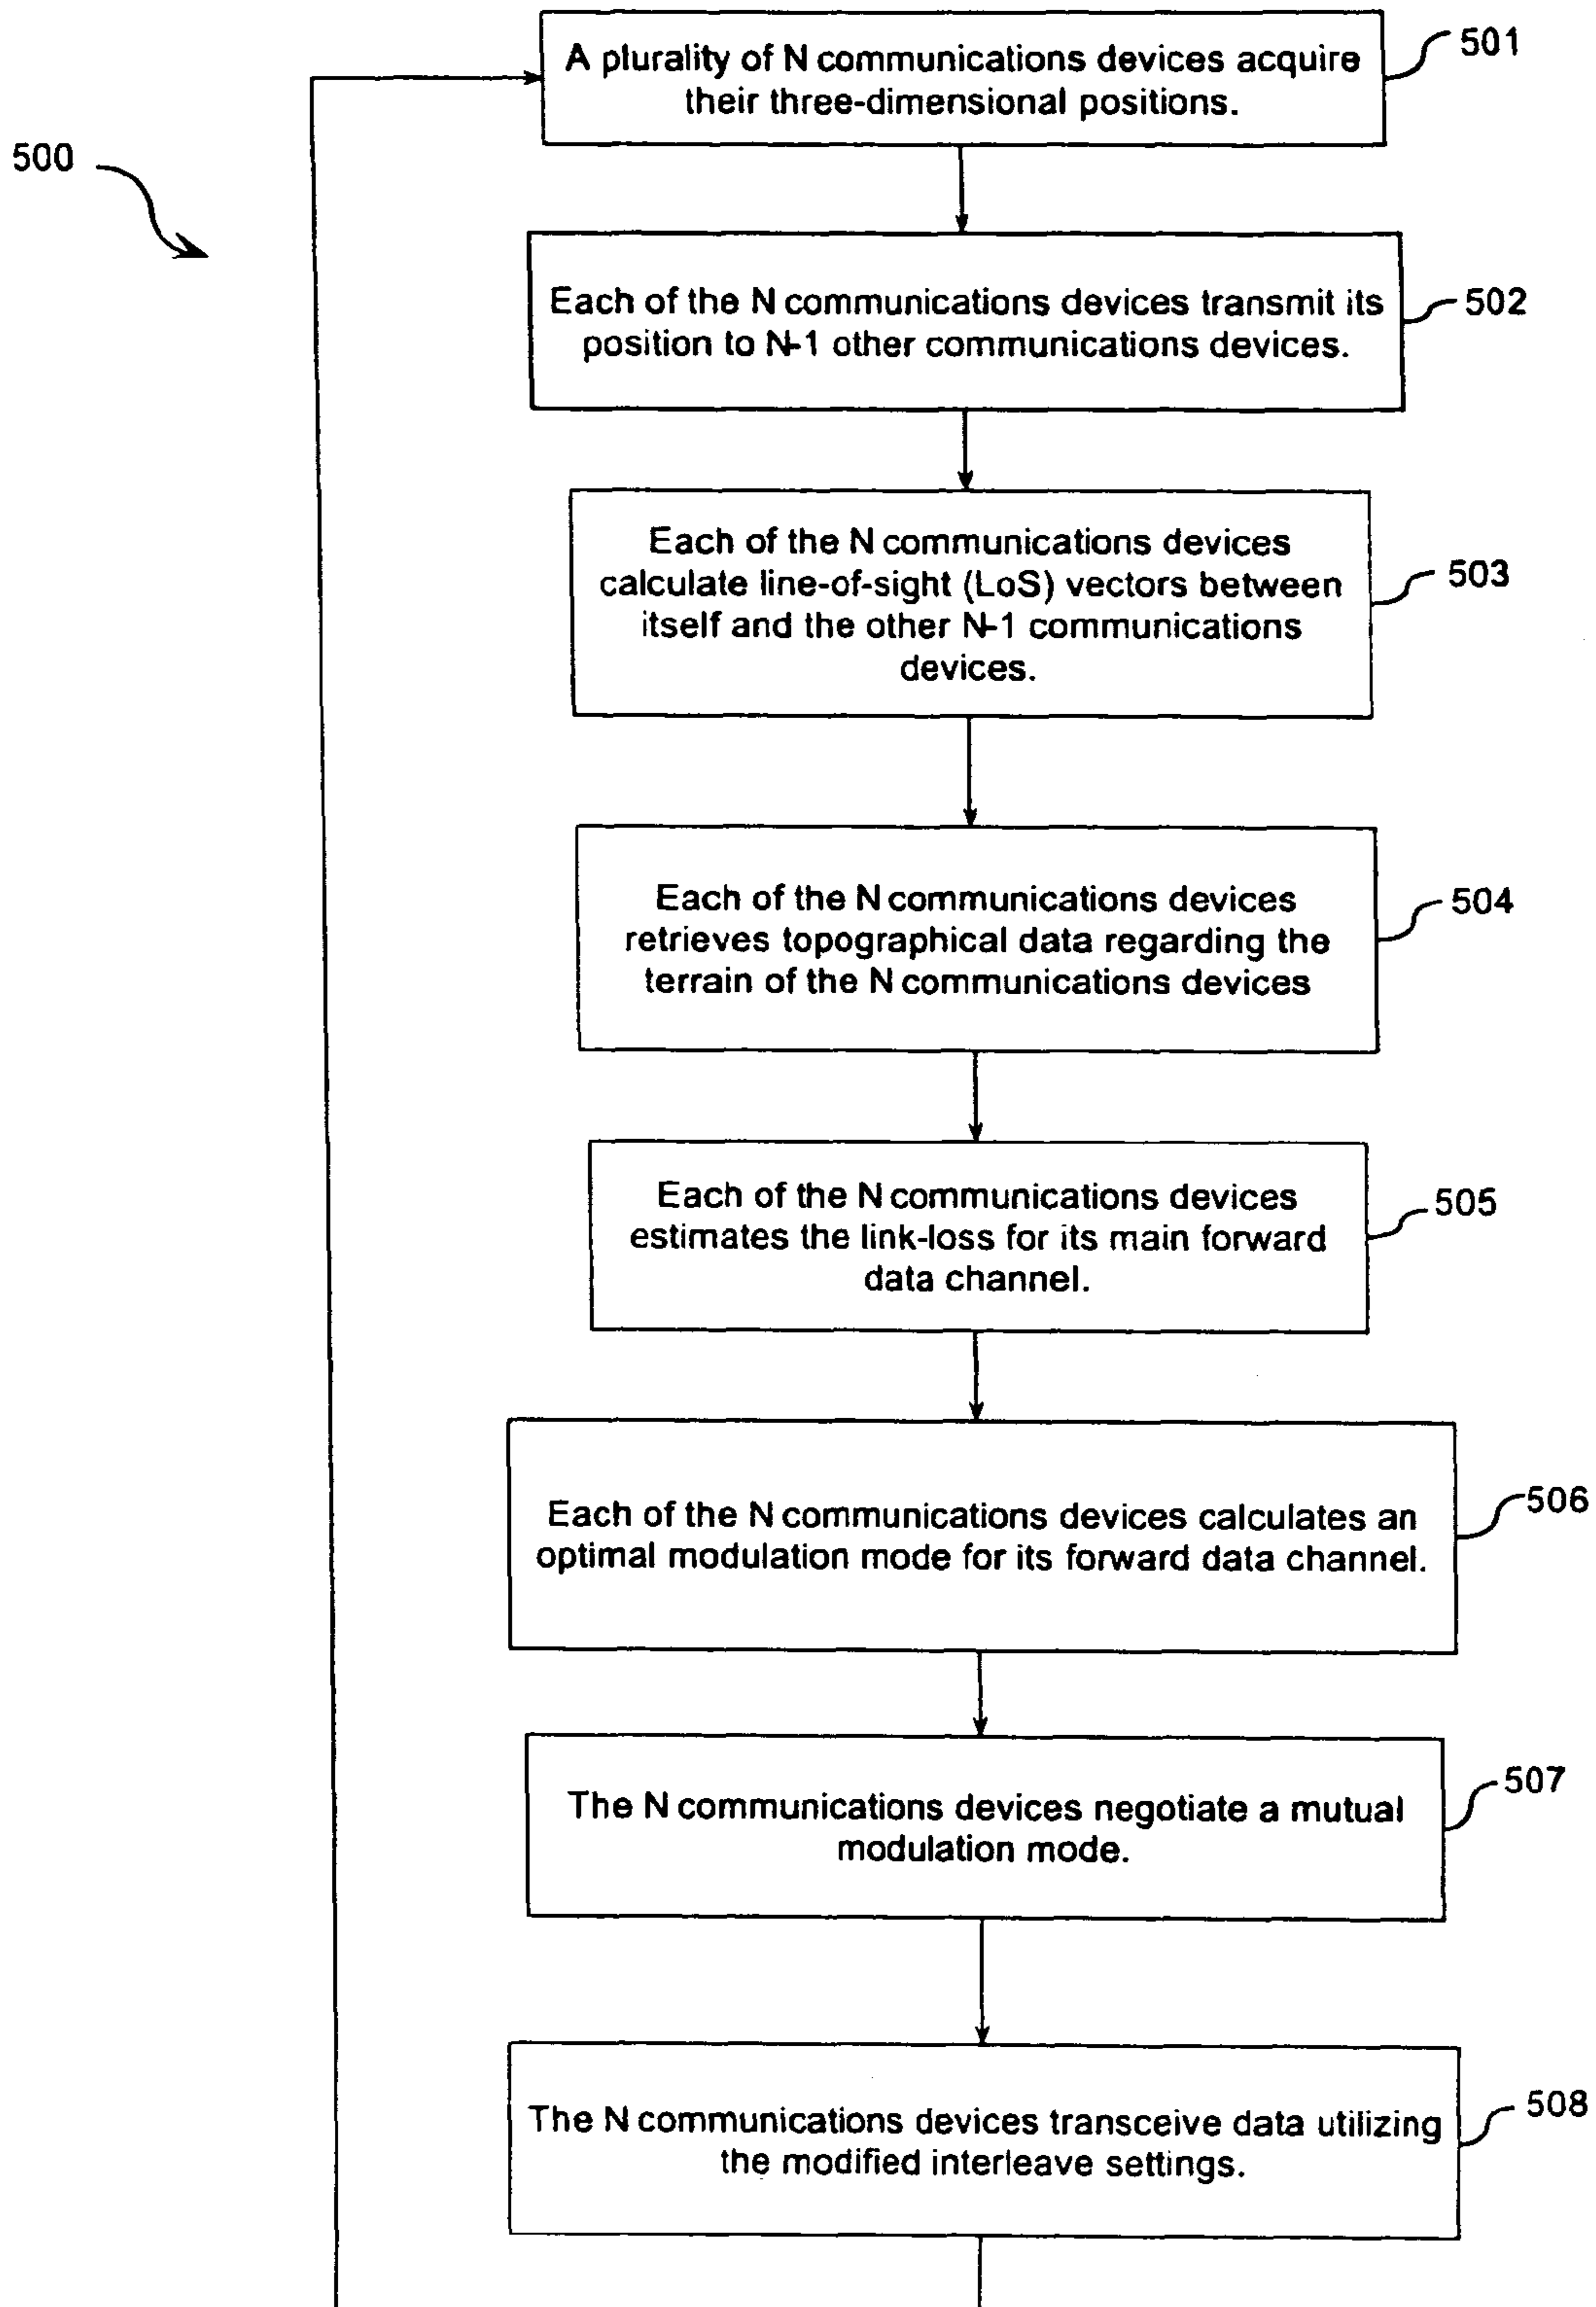 A plurality of N communications devices acquire
their three-dimensional positions.
501
500
Each of the N communications devices transmit its
position to N-1 other communications devices.
502
Each of the N communications devices
calculate line-of-sight (LoS) vectors between
itself and the other N-1 communications
devices.
503
Each of the N communications devices
retrieves topographical data regarding the
terrain of the N communications devices
504
Each of the N communications devices
estimates the link-loss for its main forward
data channel.
505
Each of the N communications devices calculates an
optimal modulation mode for its forward data channel.
506
The N communications devices negotiate a mutual
modulation mode.
507
The N communications devices transceive data utilizing
the modified interleave settings.
508